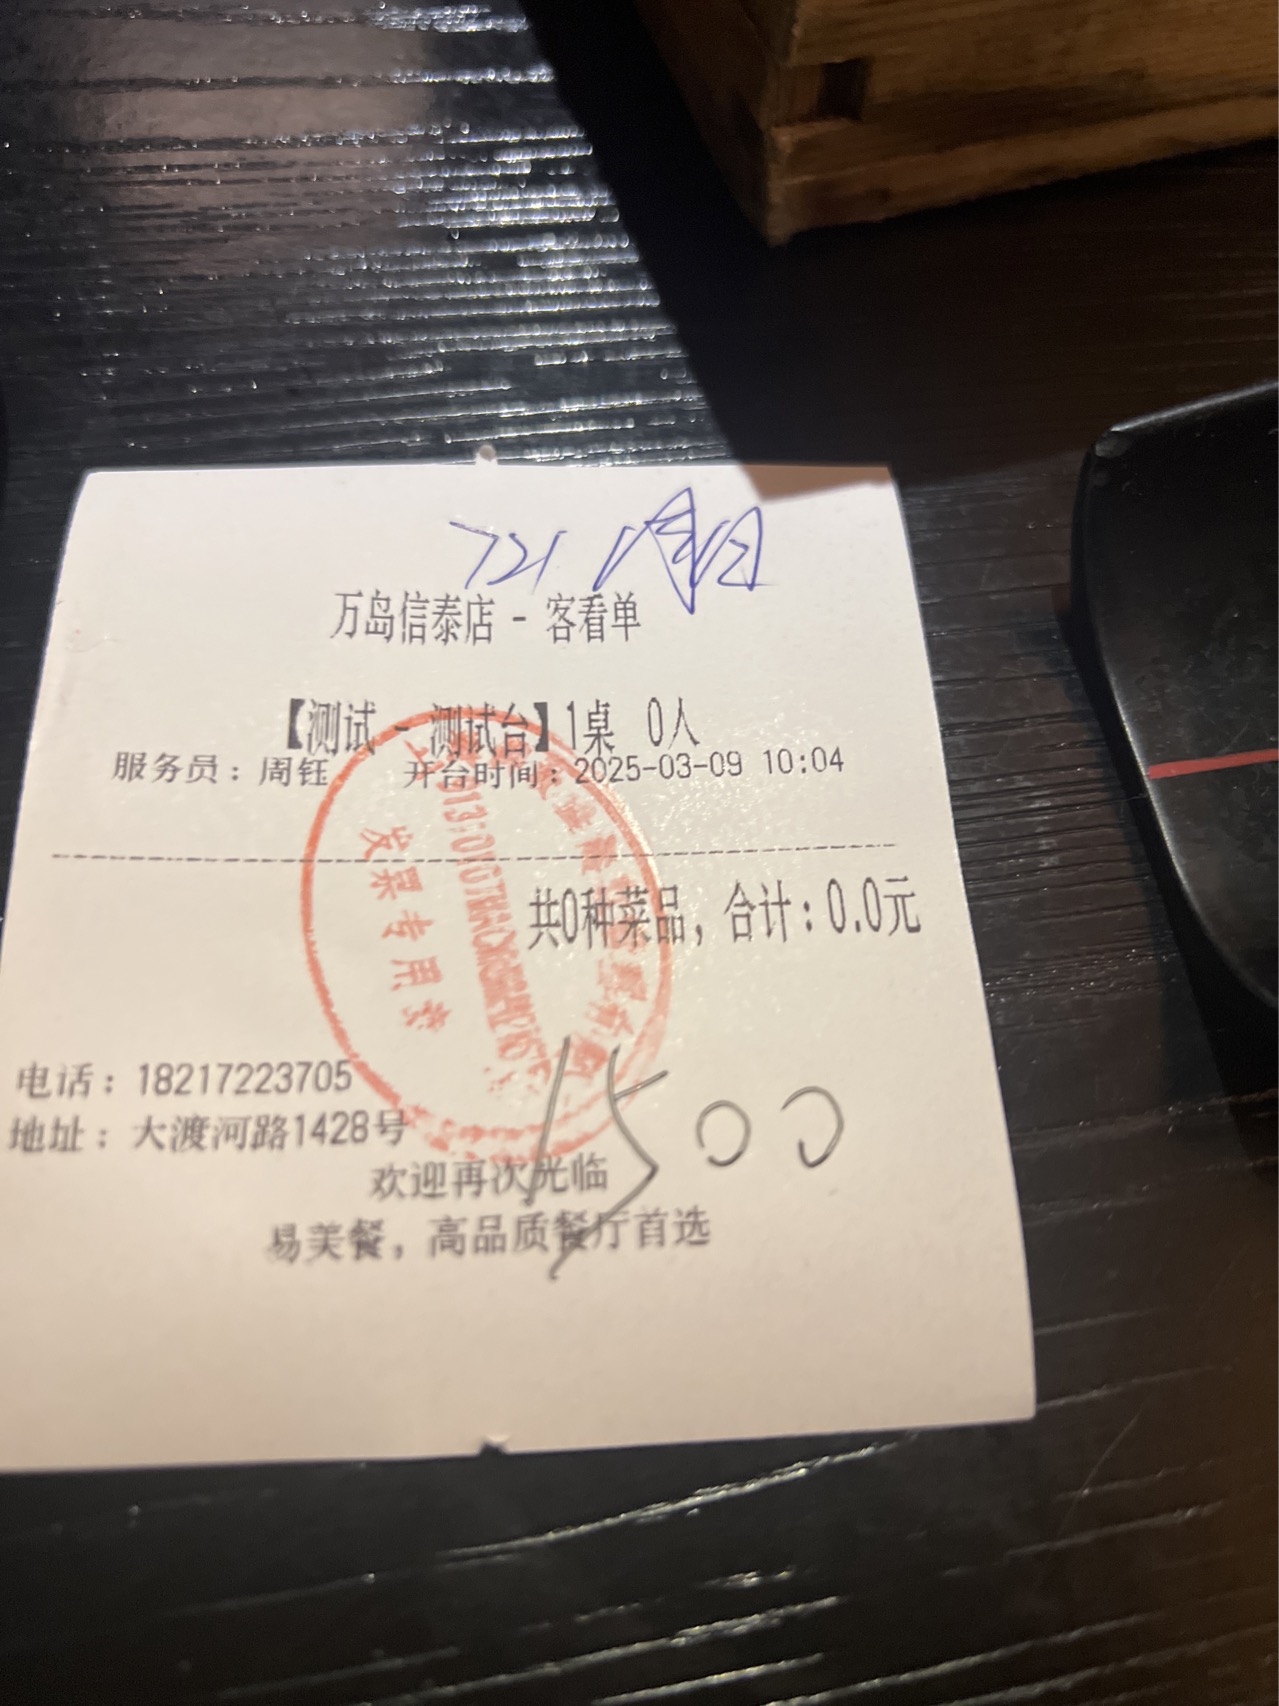 721
万岛信泰店 - 客看单
【测试 - 测试台】1桌 0人
服务员：周钰 开台时间：2025-03-09 10:04
共0种菜品，合计：0.0元
发票专用章
电话：18217223705
地址：大渡河路1428号
1500
欢迎再次光临
易美餐，高品质餐厅首选